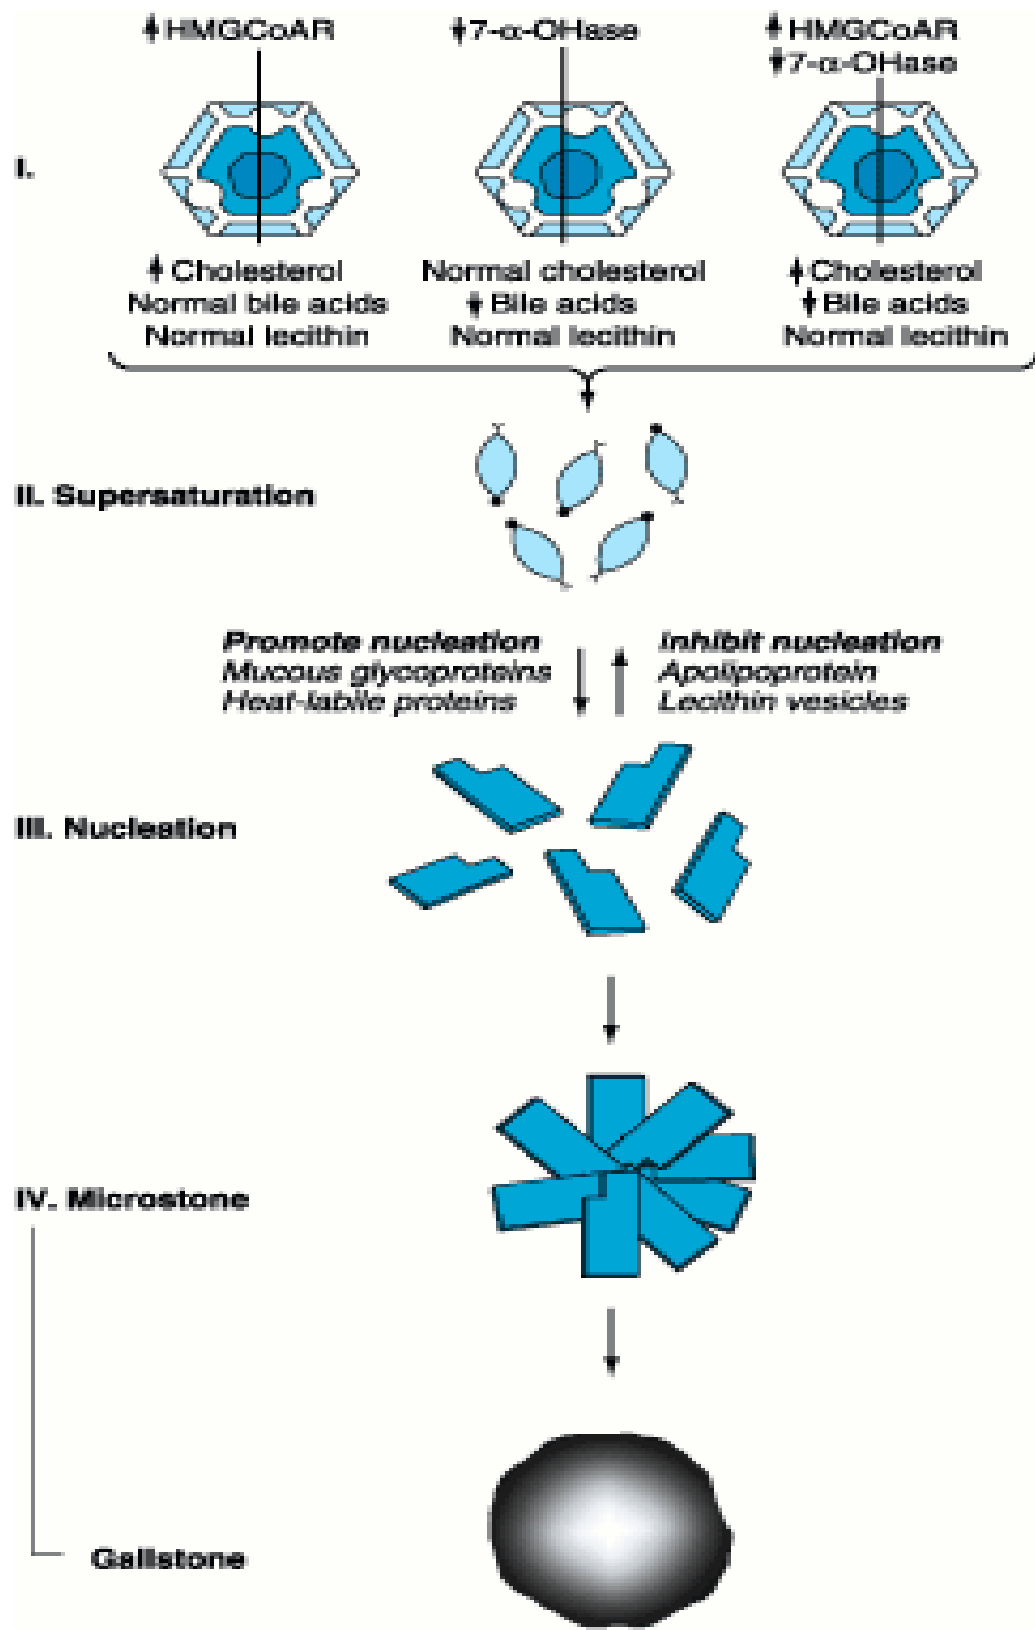 ↑HMGCoAR
↓7-α-OHase
↑HMGCoAR
↓7-α-OHase
I.
↑Cholesterol
Normal bile acids
Normal lecithin
Normal cholesterol
↓Bile acids
Normal lecithin
↑Cholesterol
↓Bile acids
Normal lecithin
II. Supersaturation
Promote nucleation
Mucous glycoproteins
Heat-labile proteins
Inhibit nucleation
Apolipoprotein
Lecithin vesicles
III. Nucleation
IV. Microstone
Gallstone